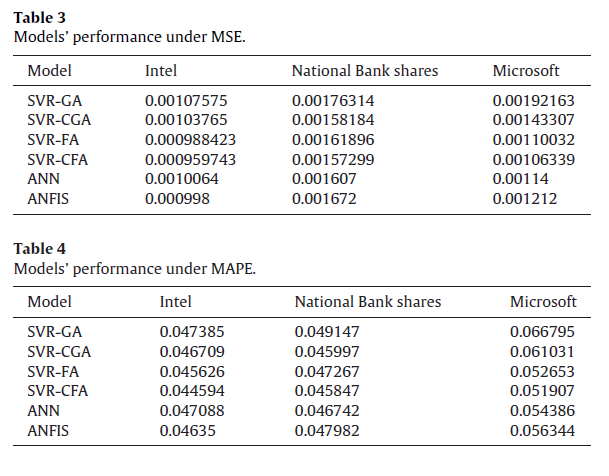 Table 3
Models' performance under MSE.
Model Intel National Bank shares Microsoft
SVR-GA 0.00107575 0.00176314 0.00192163
SVR-CGA 0.00103765 0.00158184 0.00143307
SVR-FA 0.000988423 0.00161896 0.00110032
SVR-CFA 0.000959743 0.00157299 0.00106339
ANN 0.0010064 0.001607 0.00114
ANFIS 0.000998 0.001672 0.001212
Table 4
Models' performance under MAPE.
Model Intel National Bank shares Microsoft
SVR-GA 0.047385 0.049147 0.066795
SVR-CGA 0.046709 0.045997 0.061031
SVR-FA 0.045626 0.047267 0.052653
SVR-CFA 0.044594 0.045847 0.051907
ANN 0.047088 0.046742 0.054386
ANFIS 0.04635 0.047982 0.056344